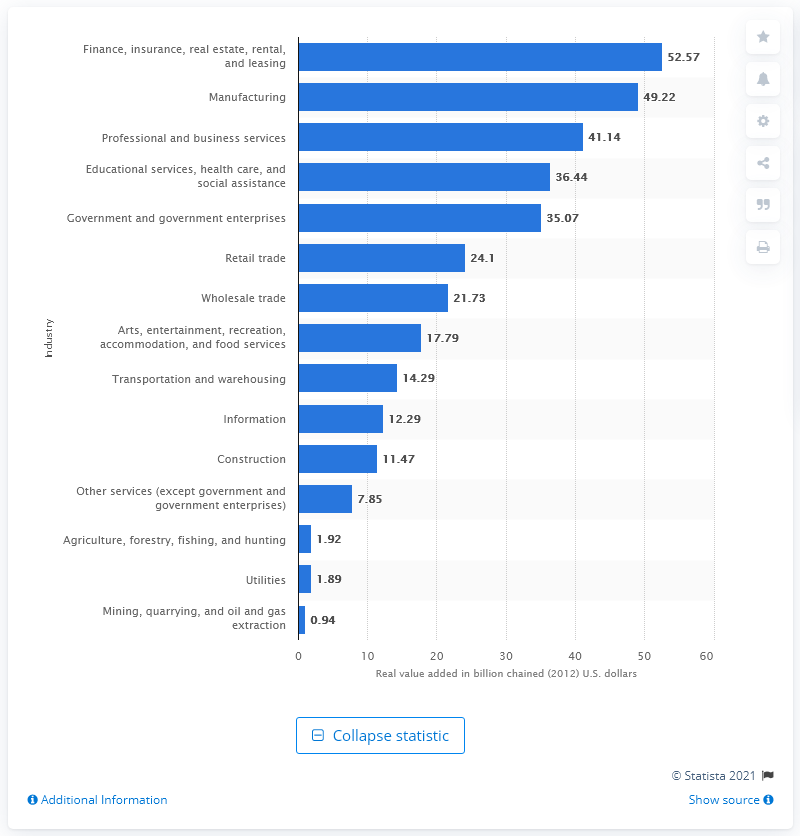 Finance, insurance, real estate, rental,
and leasing
52.57
Manufacturing
49.22
Professional and business services
41.14
Educational services, health care, and
social assistance
36.44
Government and government enterprises
35.07
Retail trade
24.1
Wholesale trade
21.73
Arts, entertainment, recreation,
accommodation, and food services
17.79
Transportation and warehousing
14.29
Information
12.29
Construction
11.47
Other services (except government and
government enterprises)
7.85
Agriculture, forestry, fishing, and hunting
1.92
Utilities
1.89
Mining, quarrying, and oil and gas
extraction
0.94
Industry
0 10 20 30 40 50 60
Real value added in billion chained (2012) U.S. dollars
Collapse statistic
© Statista 2021
Additional Information
Show source